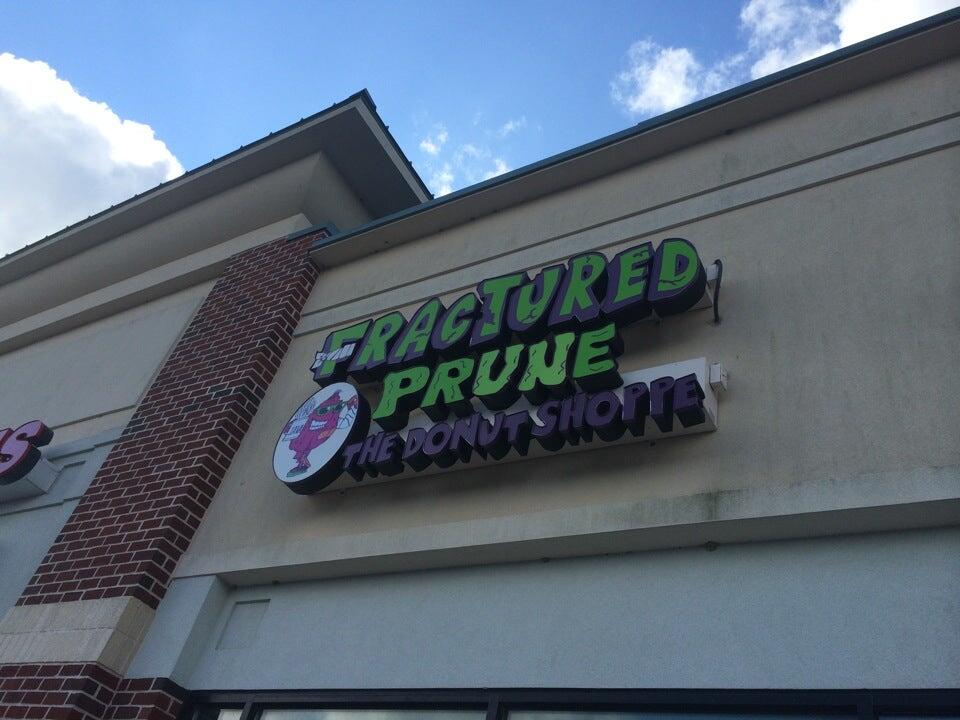 FRACTURED
PRUNE
THE DONUT SHOPPE
S